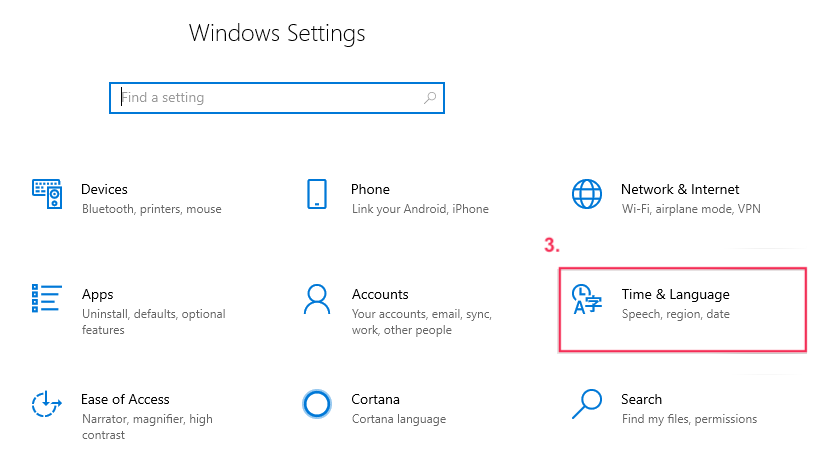 Windows Settings
Find a setting
Devices
Bluetooth, printers, mouse
Phone
Link your Android, iPhone
Network & Internet
Wi-Fi, airplane mode, VPN
3.
Apps
Uninstall, defaults, optional
features
Accounts
Your accounts, email, sync,
work, other people
Time & Language
Speech, region, date
Ease of Access
Narrator, magnifier, high
contrast
Cortana
Cortana language
Search
Find my files, permissions